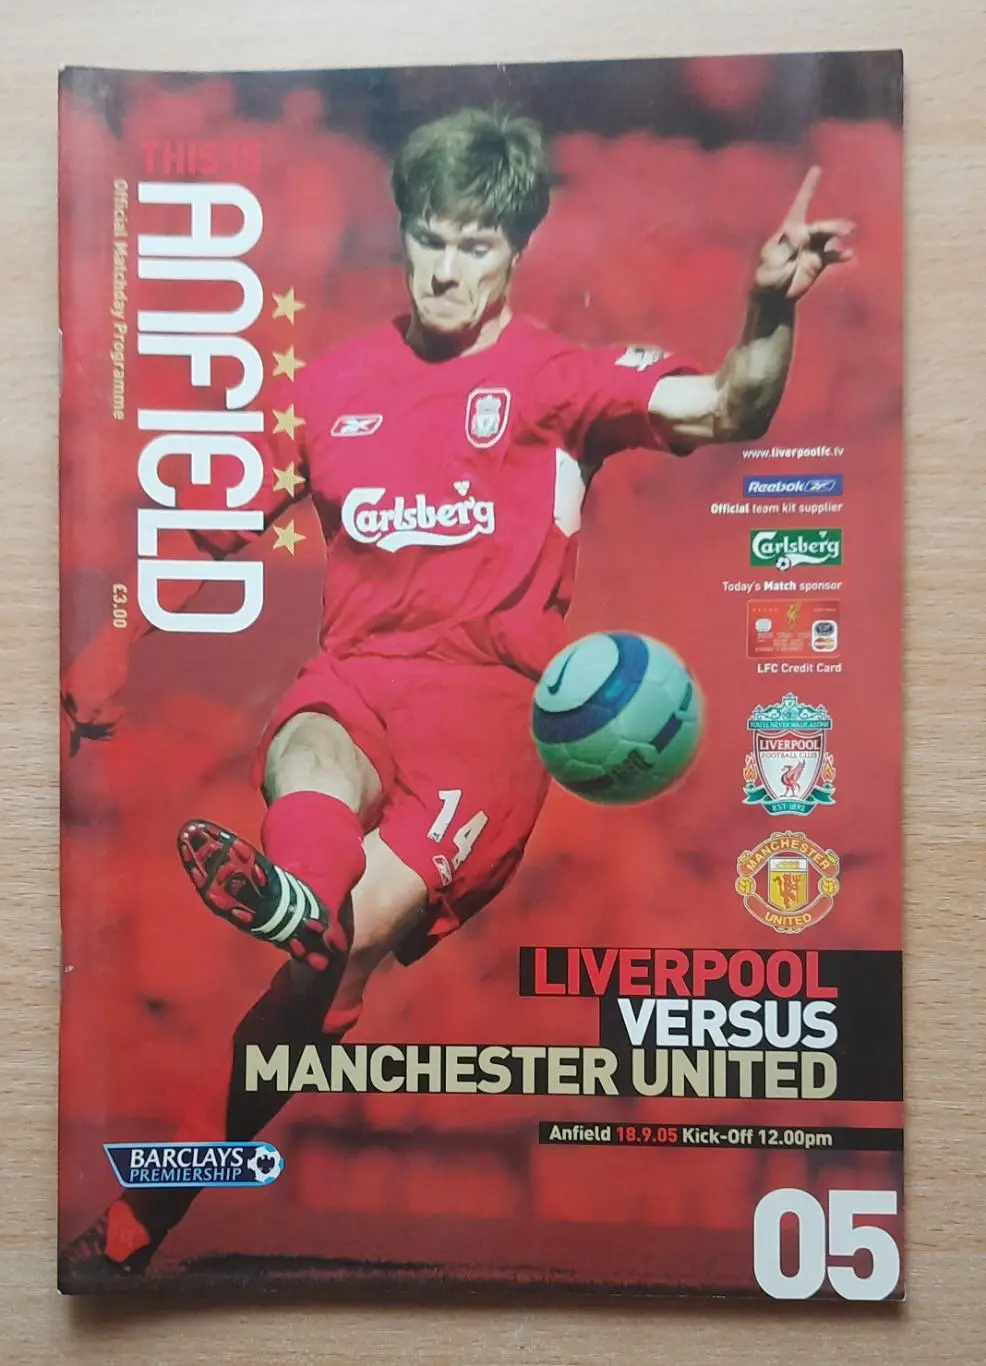 THIS IS
ANFIELD
Official Matchday Programme
£3.00
Carlsberg
14
www.liverpoolfc.tv
Reebok
Official team kit supplier
Carlsberg
Today's Match sponsor
LFC Credit Card
YOU'LL NEVER WALK ALONE
LIVERPOOL
FOOTBALL CLUB
EST·1892
MANCHESTER
UNITED
LIVERPOOL
VERSUS
MANCHESTER UNITED
Anfield 18.9.05 Kick-Off 12.00pm
BARCLAYS
PREMIERSHIP
05